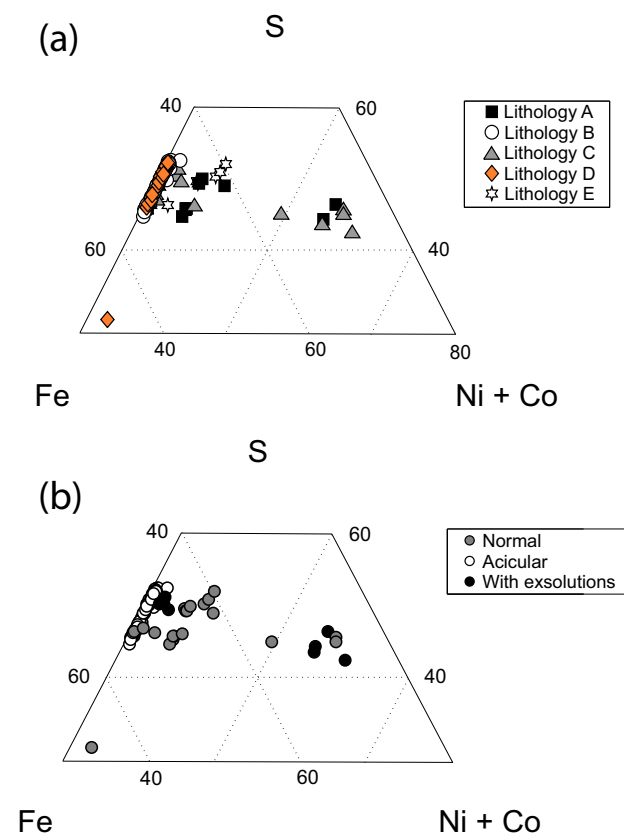 (a)
S
40 60
Lithology A
Lithology B
Lithology C
Lithology D
Lithology E
60 40
40 60 80
Fe Ni + Co
S
(b)
40 60
Normal
Acicular
With exsolutions
60 40
40 60
Fe Ni + Co